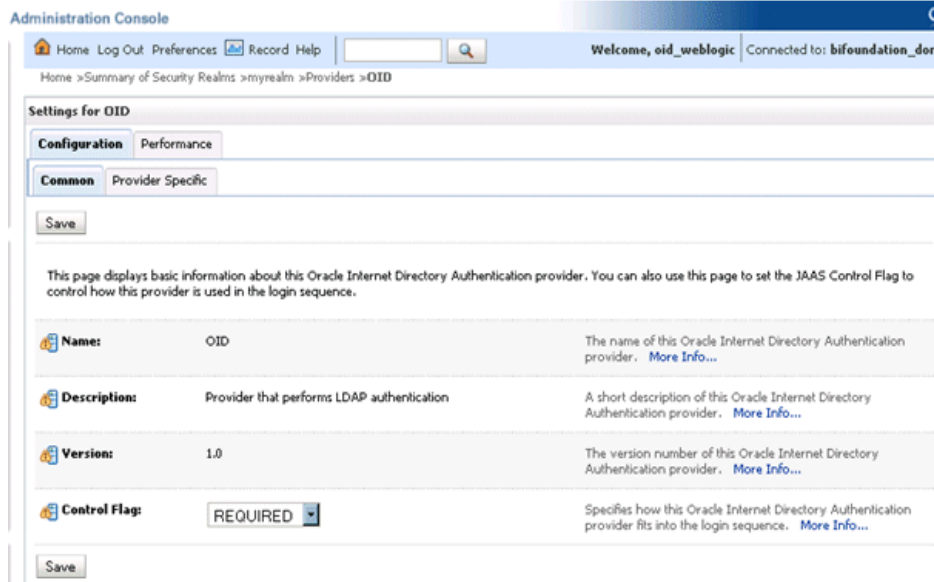 Administration Console
Home Log Out Preferences Record Help
Welcome, oid_weblogic Connected to: bifoundation_dor
Home >Summary of Security Realms >myrealm >Providers >OID
Settings for OID
Configuration Performance
Common Provider Specific
Save
This page displays basic information about this Oracle Internet Directory Authentication provider. You can also use this page to set the JAAS Control Flag to
control how this provider is used in the login sequence.
Name: OID The name of this Oracle Internet Directory Authentication
provider. More Info...
Description: Provider that performs LDAP authentication A short description of this Oracle Internet Directory
Authentication provider. More Info...
Version: 1.0 The version number of this Oracle Internet Directory
Authentication provider. More Info...
Control Flag: REQUIRED Specifies how this Oracle Internet Directory Authentication
provider fits into the login sequence. More Info...
Save